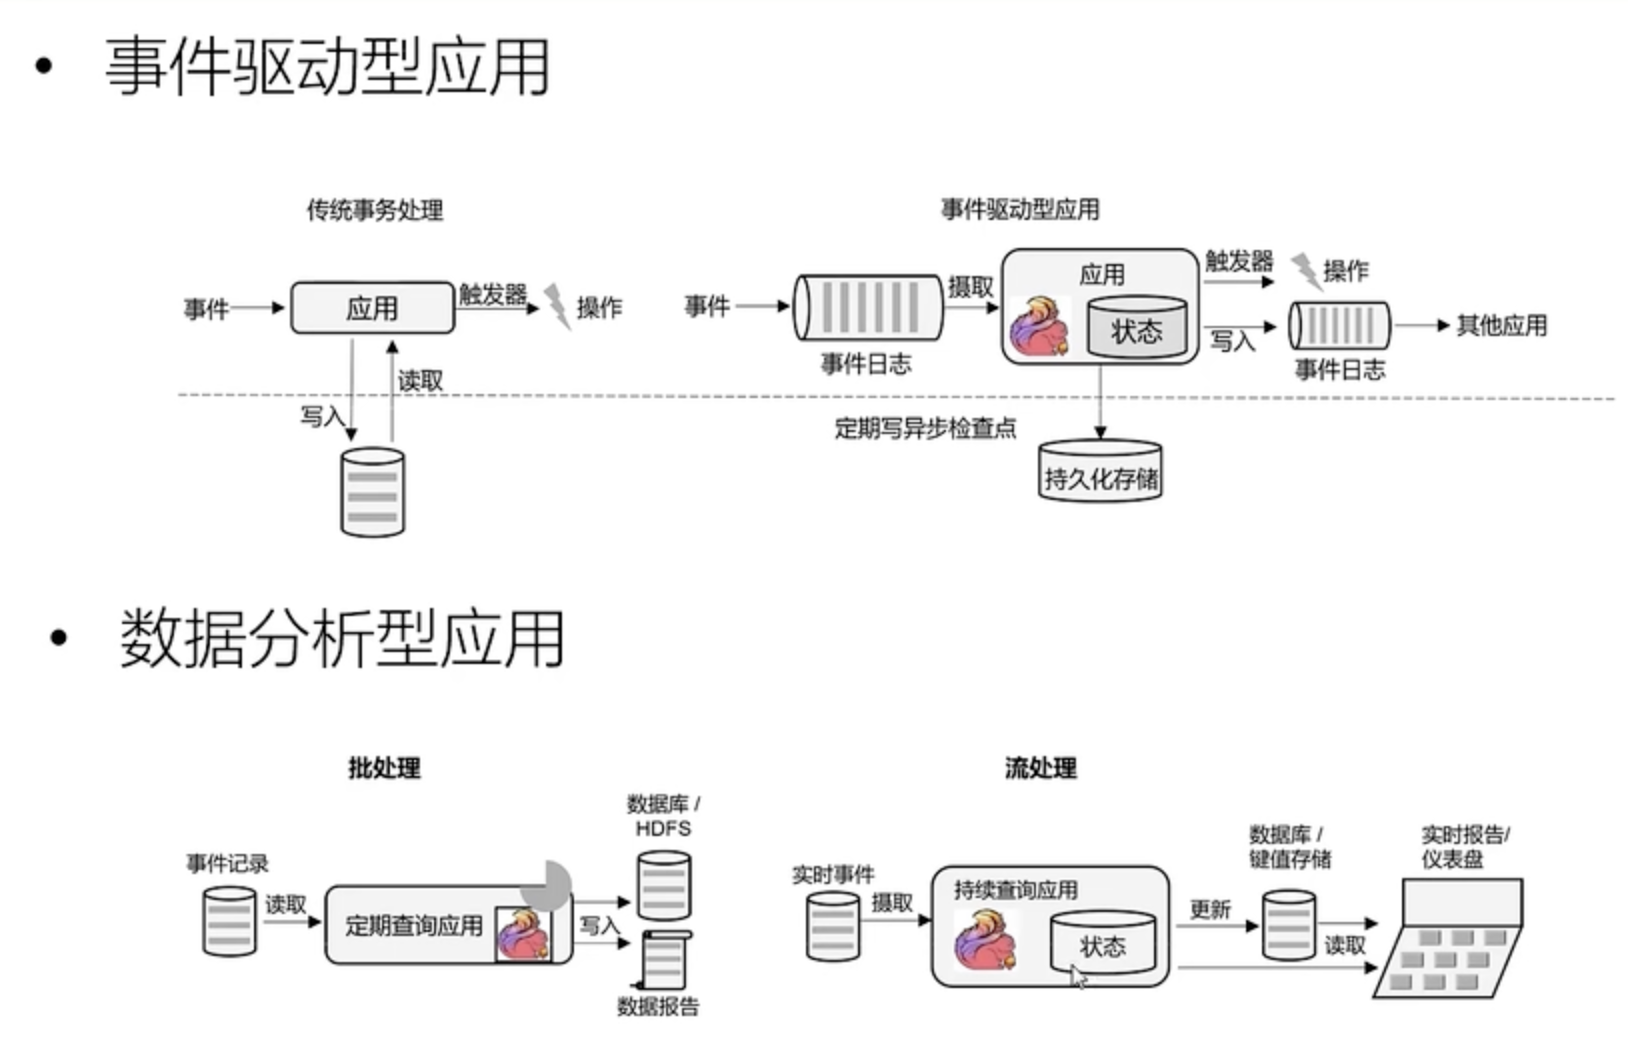 • 事件驱动型应用
传统事务处理
事件
应用
触发器
操作
写入
读取
事件驱动型应用
事件
事件日志
摄取
应用
状态
触发器
操作
写入
事件日志
其他应用
定期写异步检查点
持久化存储
• 数据分析型应用
批处理
事件记录
读取
定期查询应用
写入
数据库 /
HDFS
数据报告
流处理
实时事件
摄取
持续查询应用
状态
更新
数据库 /
键值存储
读取
实时报告/
仪表盘